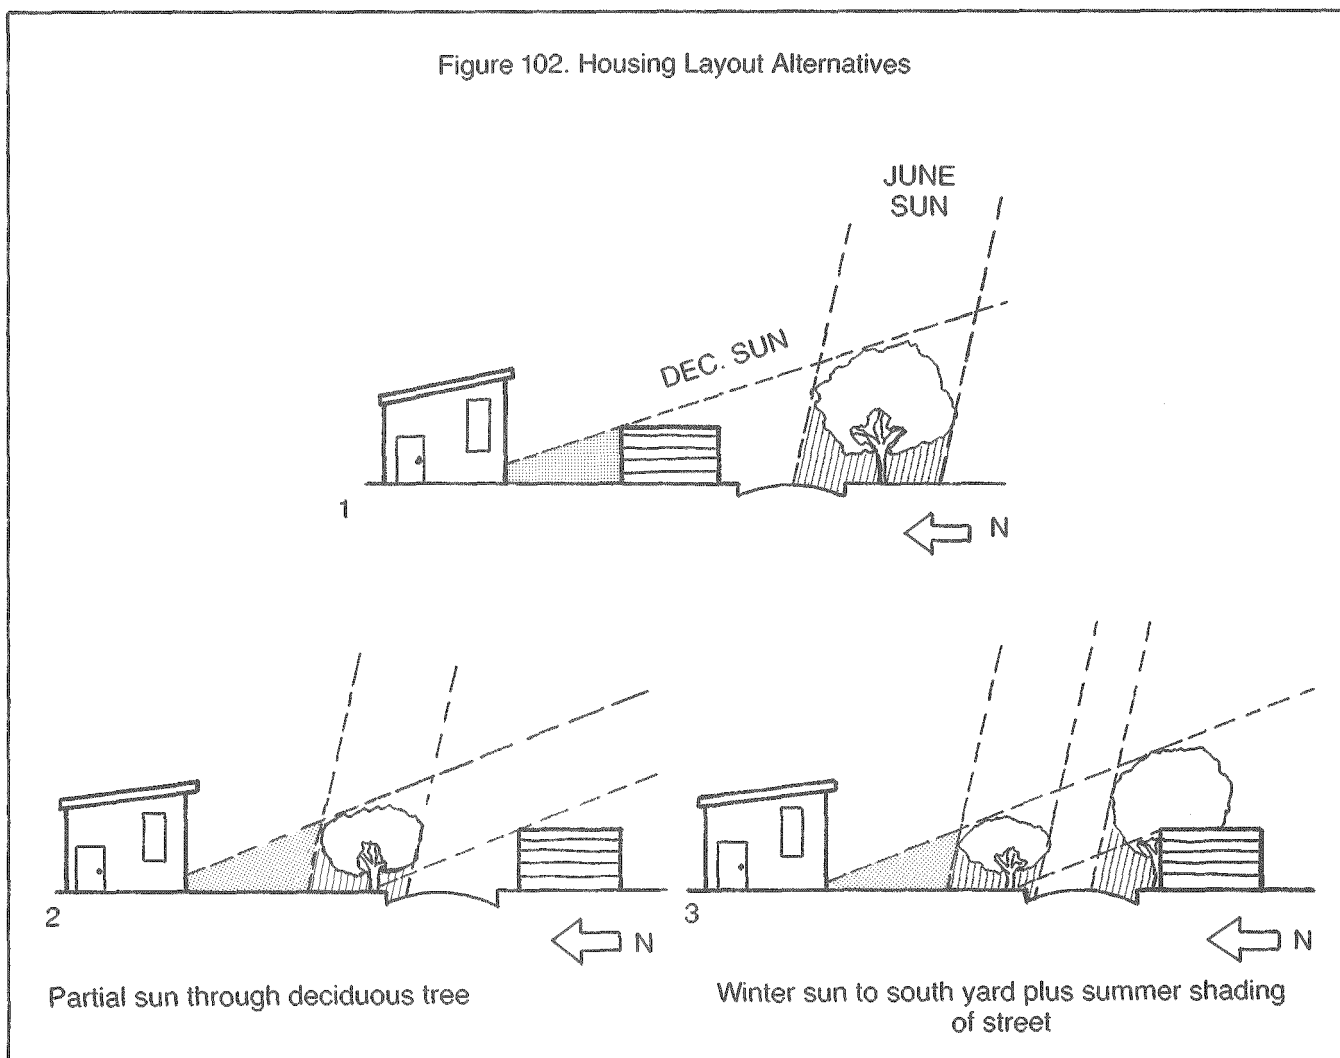 Figure 102. Housing Layout Alternatives
JUNE
SUN
DEC. SUN
1
N
2
N
3
N
Partial sun through deciduous tree
Winter sun to south yard plus summer shading
of street